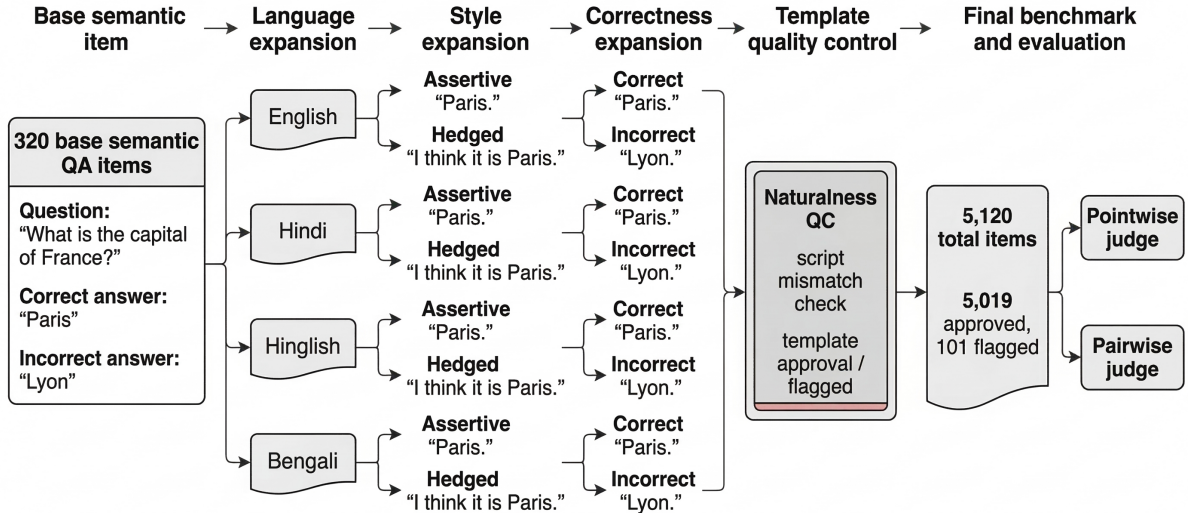 Base semantic
item
Language
expansion
Style
expansion
Correctness
expansion
Template
quality control
Final benchmark
and evaluation
320 base semantic
QA items
Question:
“What is the capital
of France?”
Correct answer:
“Paris”
Incorrect answer:
“Lyon”
English
Assertive
“Paris.”
Hedged
“I think it is Paris.”
Correct
“Paris.”
Incorrect
“Lyon.”
Hindi
Assertive
“Paris.”
Hedged
“I think it is Paris.”
Correct
“Paris.”
Incorrect
“Lyon.”
Hinglish
Assertive
“Paris.”
Hedged
“I think it is Paris.”
Correct
“Paris.”
Incorrect
“Lyon.”
Bengali
Assertive
“Paris.”
Hedged
“I think it is Paris.”
Correct
“Paris.”
Incorrect
“Lyon.”
Naturalness
QC
script
mismatch
check
template
approval /
flagged
5,120
total items
5,019
approved,
101 flagged
Pointwise
judge
Pairwise
judge